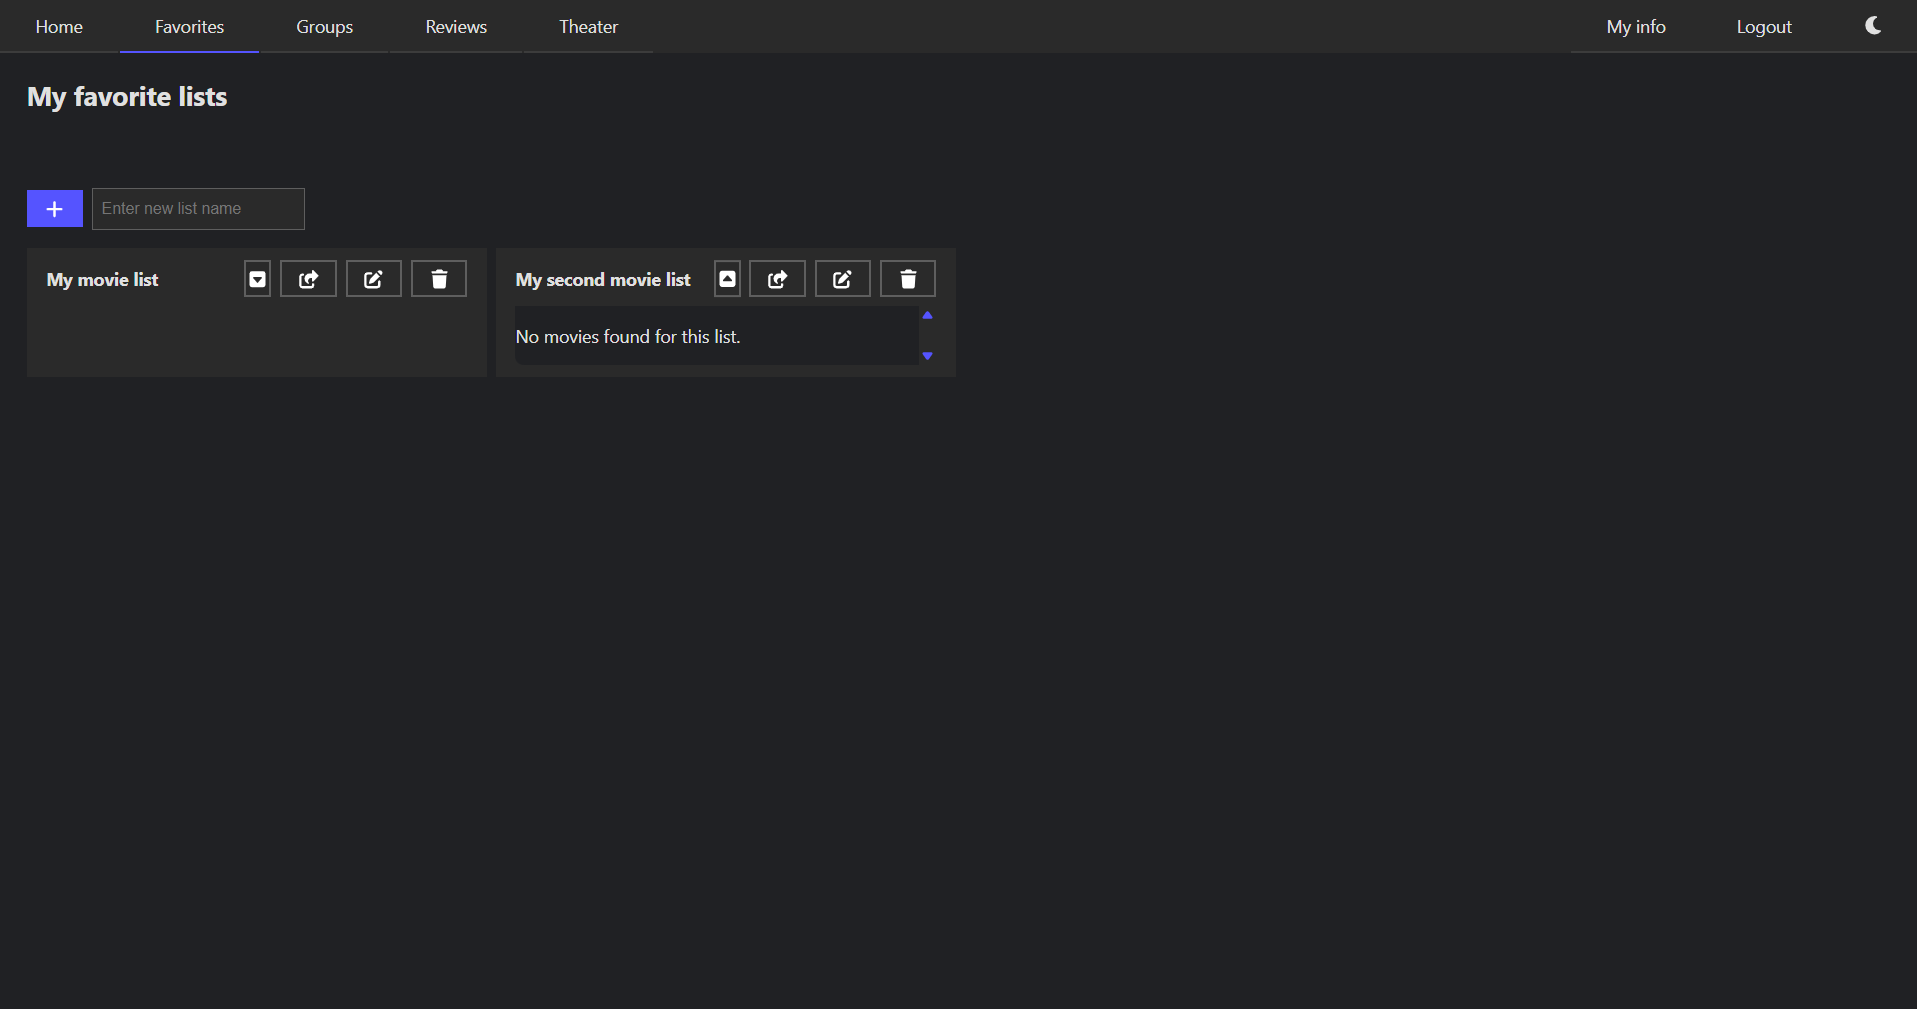 Home Favorites Groups Reviews Theater My info Logout
My favorite lists
Enter new list name
My movie list
My second movie list
No movies found for this list.